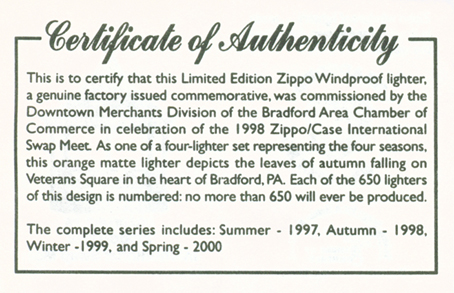 Certificate of Authenticity
This is to certify that this Limited Edition Zippo Windproof lighter,
a genuine factory issued commemorative, was commissioned by the
Downtown Merchants Division of the Bradford Area Chamber of
Commerce in celebration of the 1998 Zippo/Case International
Swap Meet. As one of a four-lighter set representing the four seasons,
this orange matte lighter depicts the leaves of autumn falling on
Veterans Square in the heart of Bradford, PA. Each of the 650 lighters
of this design is numbered: no more than 650 will ever be produced.
The complete series includes: Summer - 1997, Autumn - 1998,
Winter -1999, and Spring - 2000